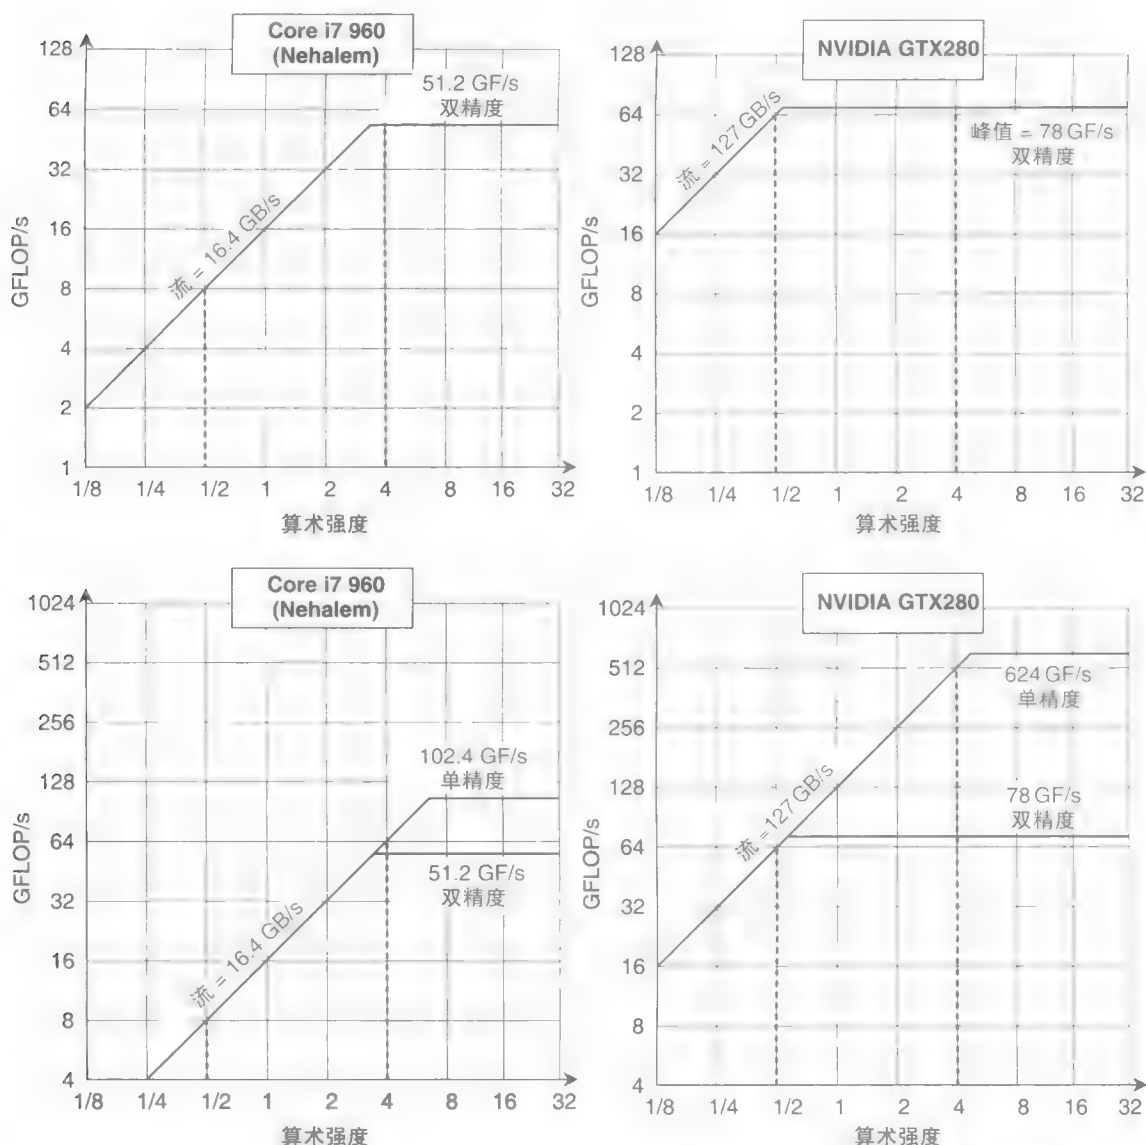 Core i7 960
(Nehalem)
128
64
32
16
8
4
2
1
GFLOP/s
流 = 16.4 GB/s
51.2 GF/s
双精度
1/8
1/4
1/2
1
2
4
8
16
32
算术强度
NVIDIA GTX280
128
64
32
16
8
4
2
1
GFLOP/s
流 = 127 GB/s
峰值 = 78 GF/s
双精度
1/8
1/4
1/2
1
2
4
8
16
32
算术强度
Core i7 960
(Nehalem)
1024
512
256
128
64
32
16
8
4
GFLOP/s
流 = 16.4 GB/s
102.4 GF/s
单精度
51.2 GF/s
双精度
1/8
1/4
1/2
1
2
4
8
16
32
算术强度
NVIDIA GTX280
1024
512
256
128
64
32
16
8
4
GFLOP/s
流 =127 GB/s
624 GF/s
单精度
78 GF/s
双精度
1/8
1/4
1/2
1
2
4
8
16
32
算术强度